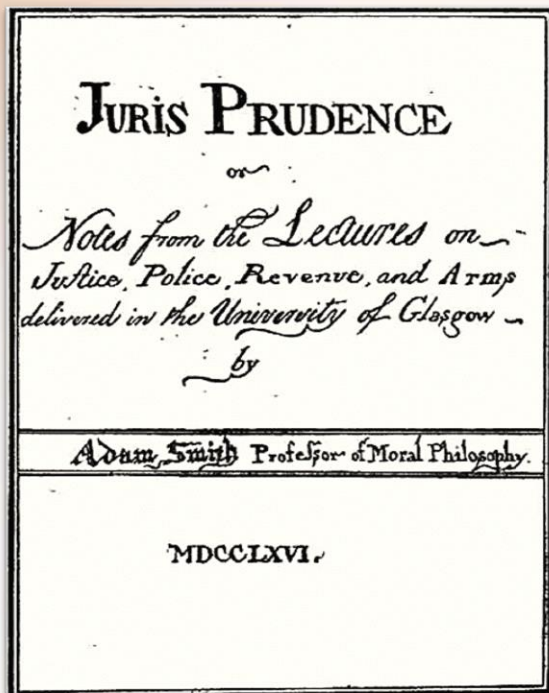 JURIS PRUDENCE
or
Notes from the Lectures on
Justice, Police, Revenue, and Arms
delivered in the University of Glasgow
by
Adam Smith Professor of Moral Philosophy.
MDCCLXVI.